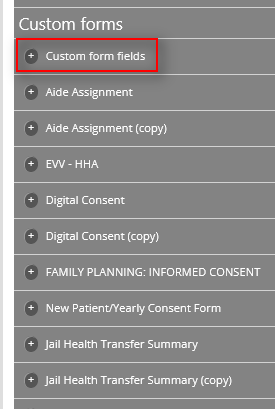 Custom forms
+ Custom form fields
+ Aide Assignment
+ Aide Assignment (copy)
+ EVV - HHA
+ Digital Consent
+ Digital Consent (copy)
+ FAMILY PLANNING: INFORMED CONSENT
+ New Patient/Yearly Consent Form
+ Jail Health Transfer Summary
+ Jail Health Transfer Summary (copy)